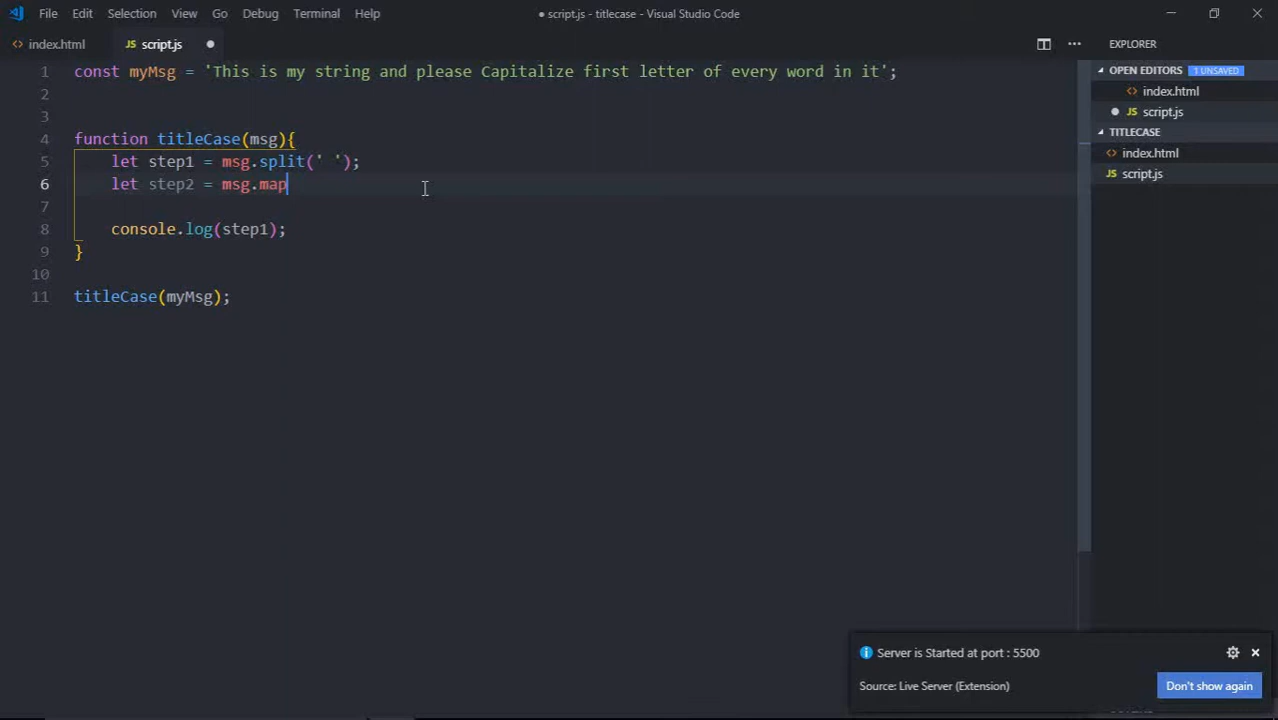 File Edit Selection View Go Debug Terminal Help ● script.js - titlecase - Visual Studio Code
<> index.html JS script.js ● ··· EXPLORER
OPEN EDITORS 1 UNSAVED
<> index.html
● JS script.js
TITLECASE
<> index.html
JS script.js
1 const myMsg = 'This is my string and please Capitalize first letter of every word in it';
2
3
4 function titleCase(msg){
5 let step1 = msg.split(' ');
6 let step2 = msg.map
7
8 console.log(step1);
9 }
10
11 titleCase(myMsg);
Server is Started at port : 5500
Source: Live Server (Extension) Don't show again